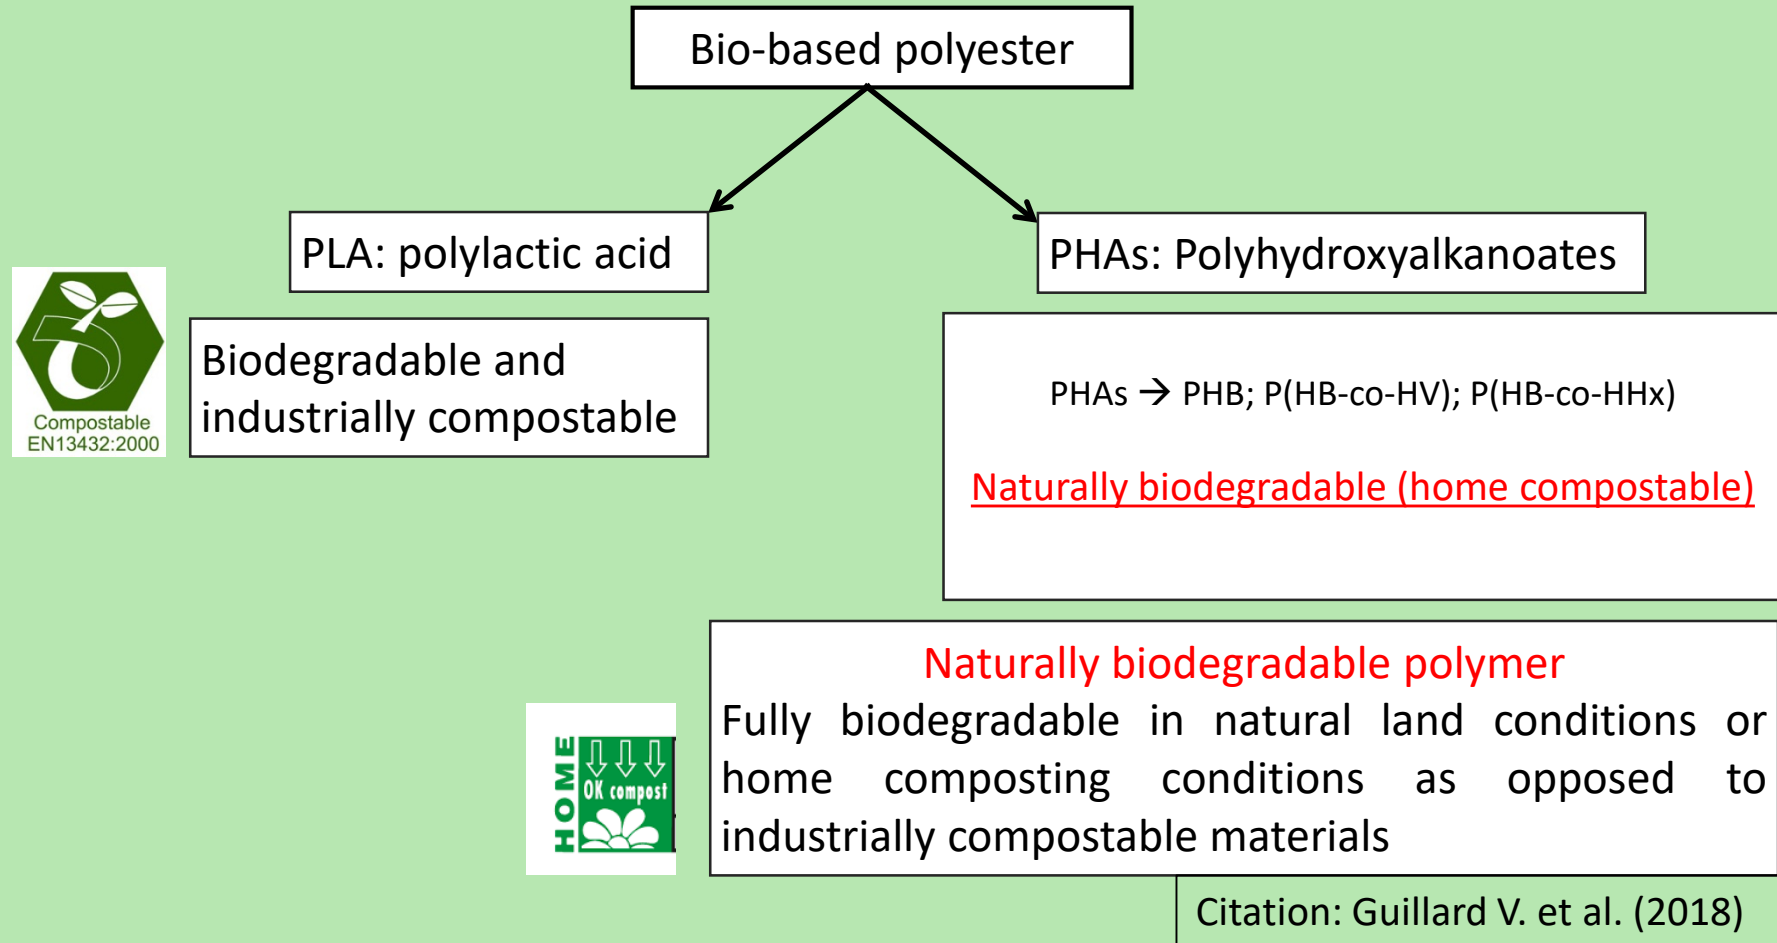 Bio-based polyester
PLA: polylactic acid
PHAs: Polyhydroxyalkanoates
Compostable
EN13432:2000
Biodegradable and
industrially compostable
PHAs → PHB; P(HB-co-HV); P(HB-co-HHx)
Naturally biodegradable (home compostable)
HOME
OK compost
Naturally biodegradable polymer
Fully biodegradable in natural land conditions or
home composting conditions as opposed to
industrially compostable materials
Citation: Guillard V. et al. (2018)